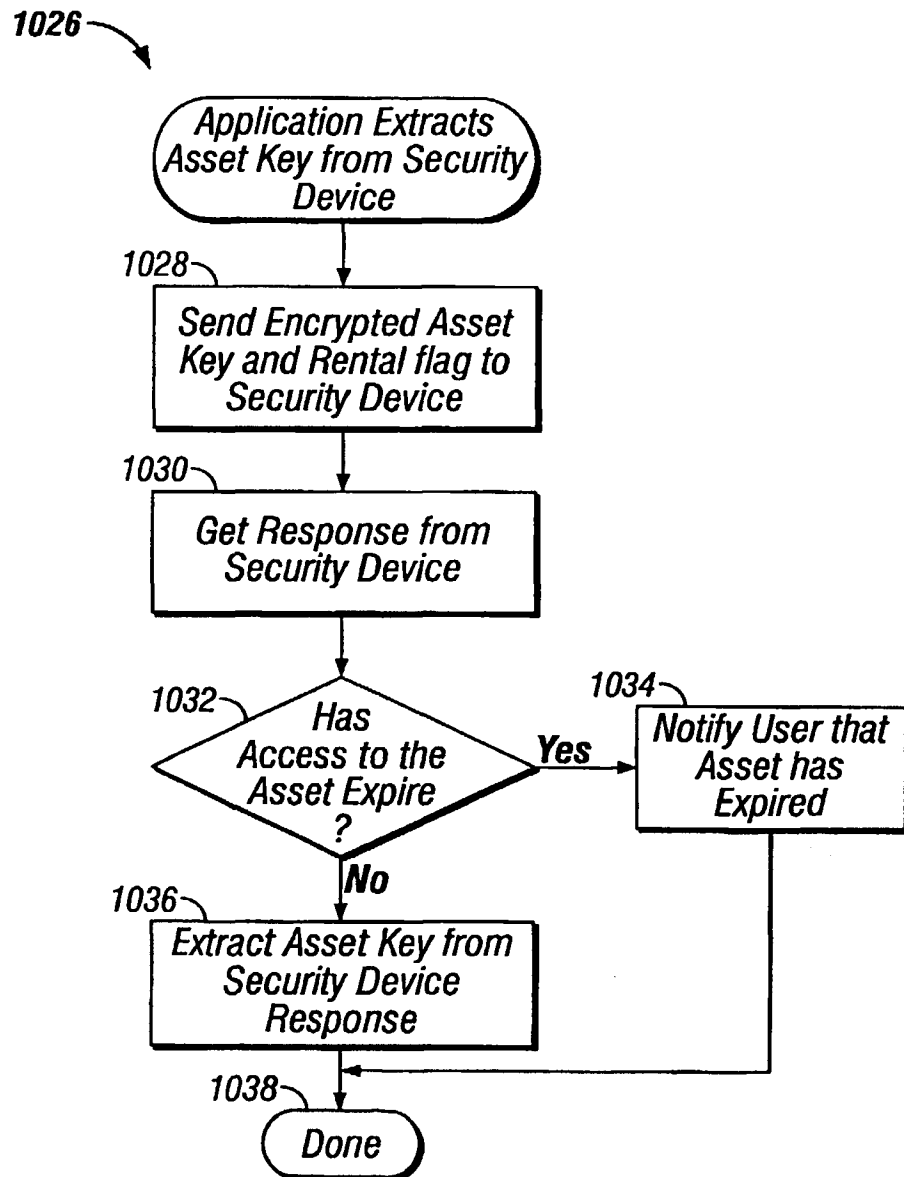 1026
Application Extracts
Asset Key from Security
Device
1028
Send Encrypted Asset
Key and Rental flag to
Security Device
1030
Get Response from
Security Device
1032
Has
Access to the
Asset Expire
?
Yes
1034
Notify User that
Asset has
Expired
No
1036
Extract Asset Key from
Security Device
Response
1038
Done